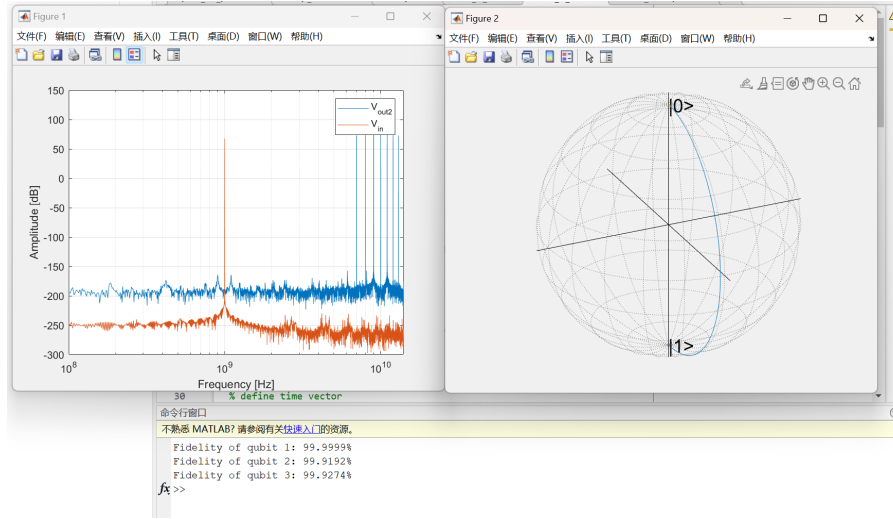 Figure 1
文件(F) 编辑(E) 查看(V) 插入(I) 工具(T) 桌面(D) 窗口(W) 帮助(H)
150
100
50
0
-50
-100
-150
-200
-250
-300
Amplitude [dB]
V_out2
V_in
10^8
10^9
10^10
Frequency [Hz]
Figure 2
文件(F) 编辑(E) 查看(V) 插入(I) 工具(T) 桌面(D) 窗口(W) 帮助(H)
|0>
|1>
30 % define time vector
命令行窗口
不熟悉 MATLAB? 请参阅有关快速入门的资源。
Fidelity of qubit 1: 99.9999%
Fidelity of qubit 2: 99.9192%
Fidelity of qubit 3: 99.9274%
fx >>